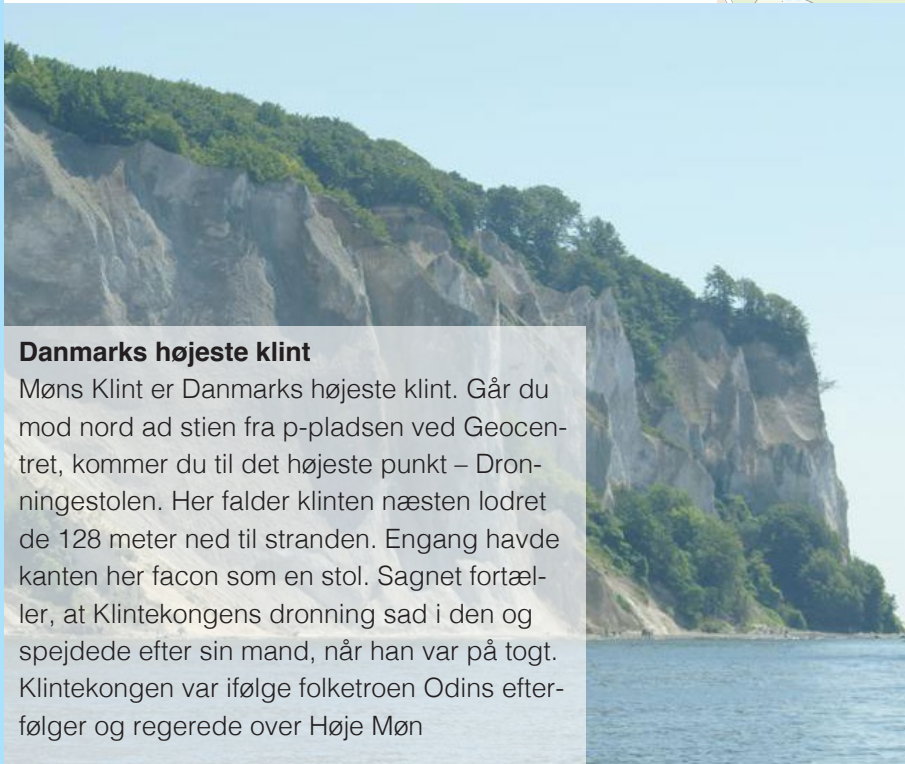 Danmarks højeste klint
Møns Klint er Danmarks højeste klint. Går du
mod nord ad stien fra p-pladsen ved Geocen-
tret, kommer du til det højeste punkt – Dron-
ningestolen. Her falder klinten næsten lodret
de 128 meter ned til stranden. Engang havde
kanten her facon som en stol. Sagnet fortæl-
ler, at Klintekongens dronning sad i den og
spejdede efter sin mand, når han var på togt.
Klintekongen var ifølge folketroen Odins efter-
følger og regerede over Høje Møn